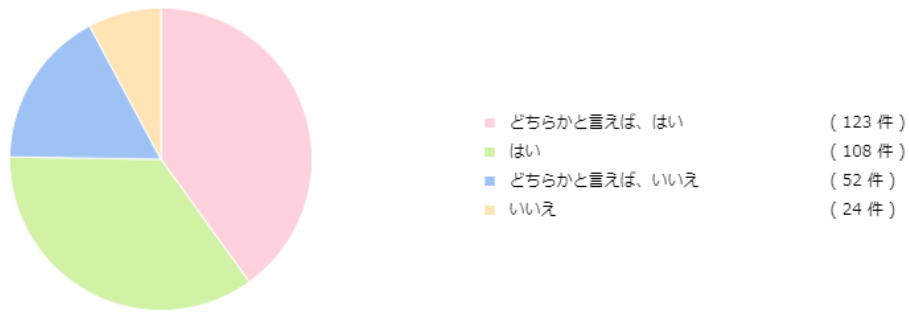 どちらかと言えば、はい ( 123 件 )
はい ( 108 件 )
どちらかと言えば、いいえ ( 52 件 )
いいえ ( 24 件 )